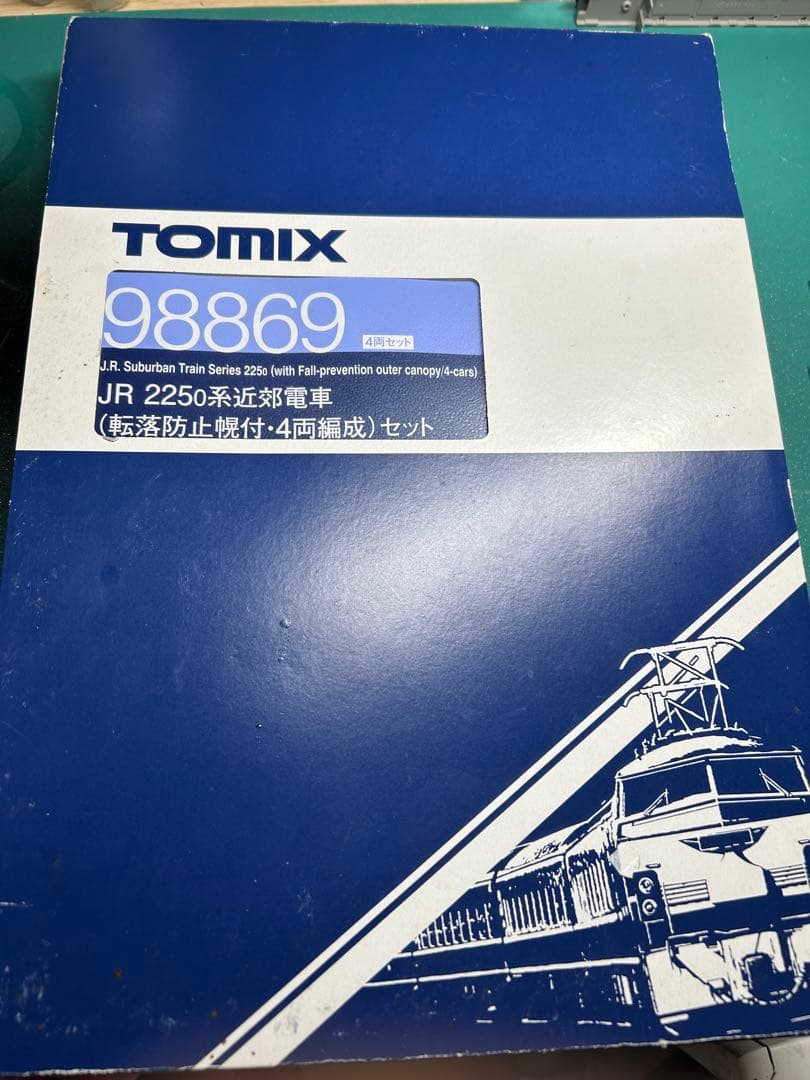 TOMIX
98869
4両セット
J.R. Suburban Train Series 2250 (with Fall-prevention outer canopy/4-cars)
JR 2250系近郊電車
(転落防止幌付・4両編成)セット